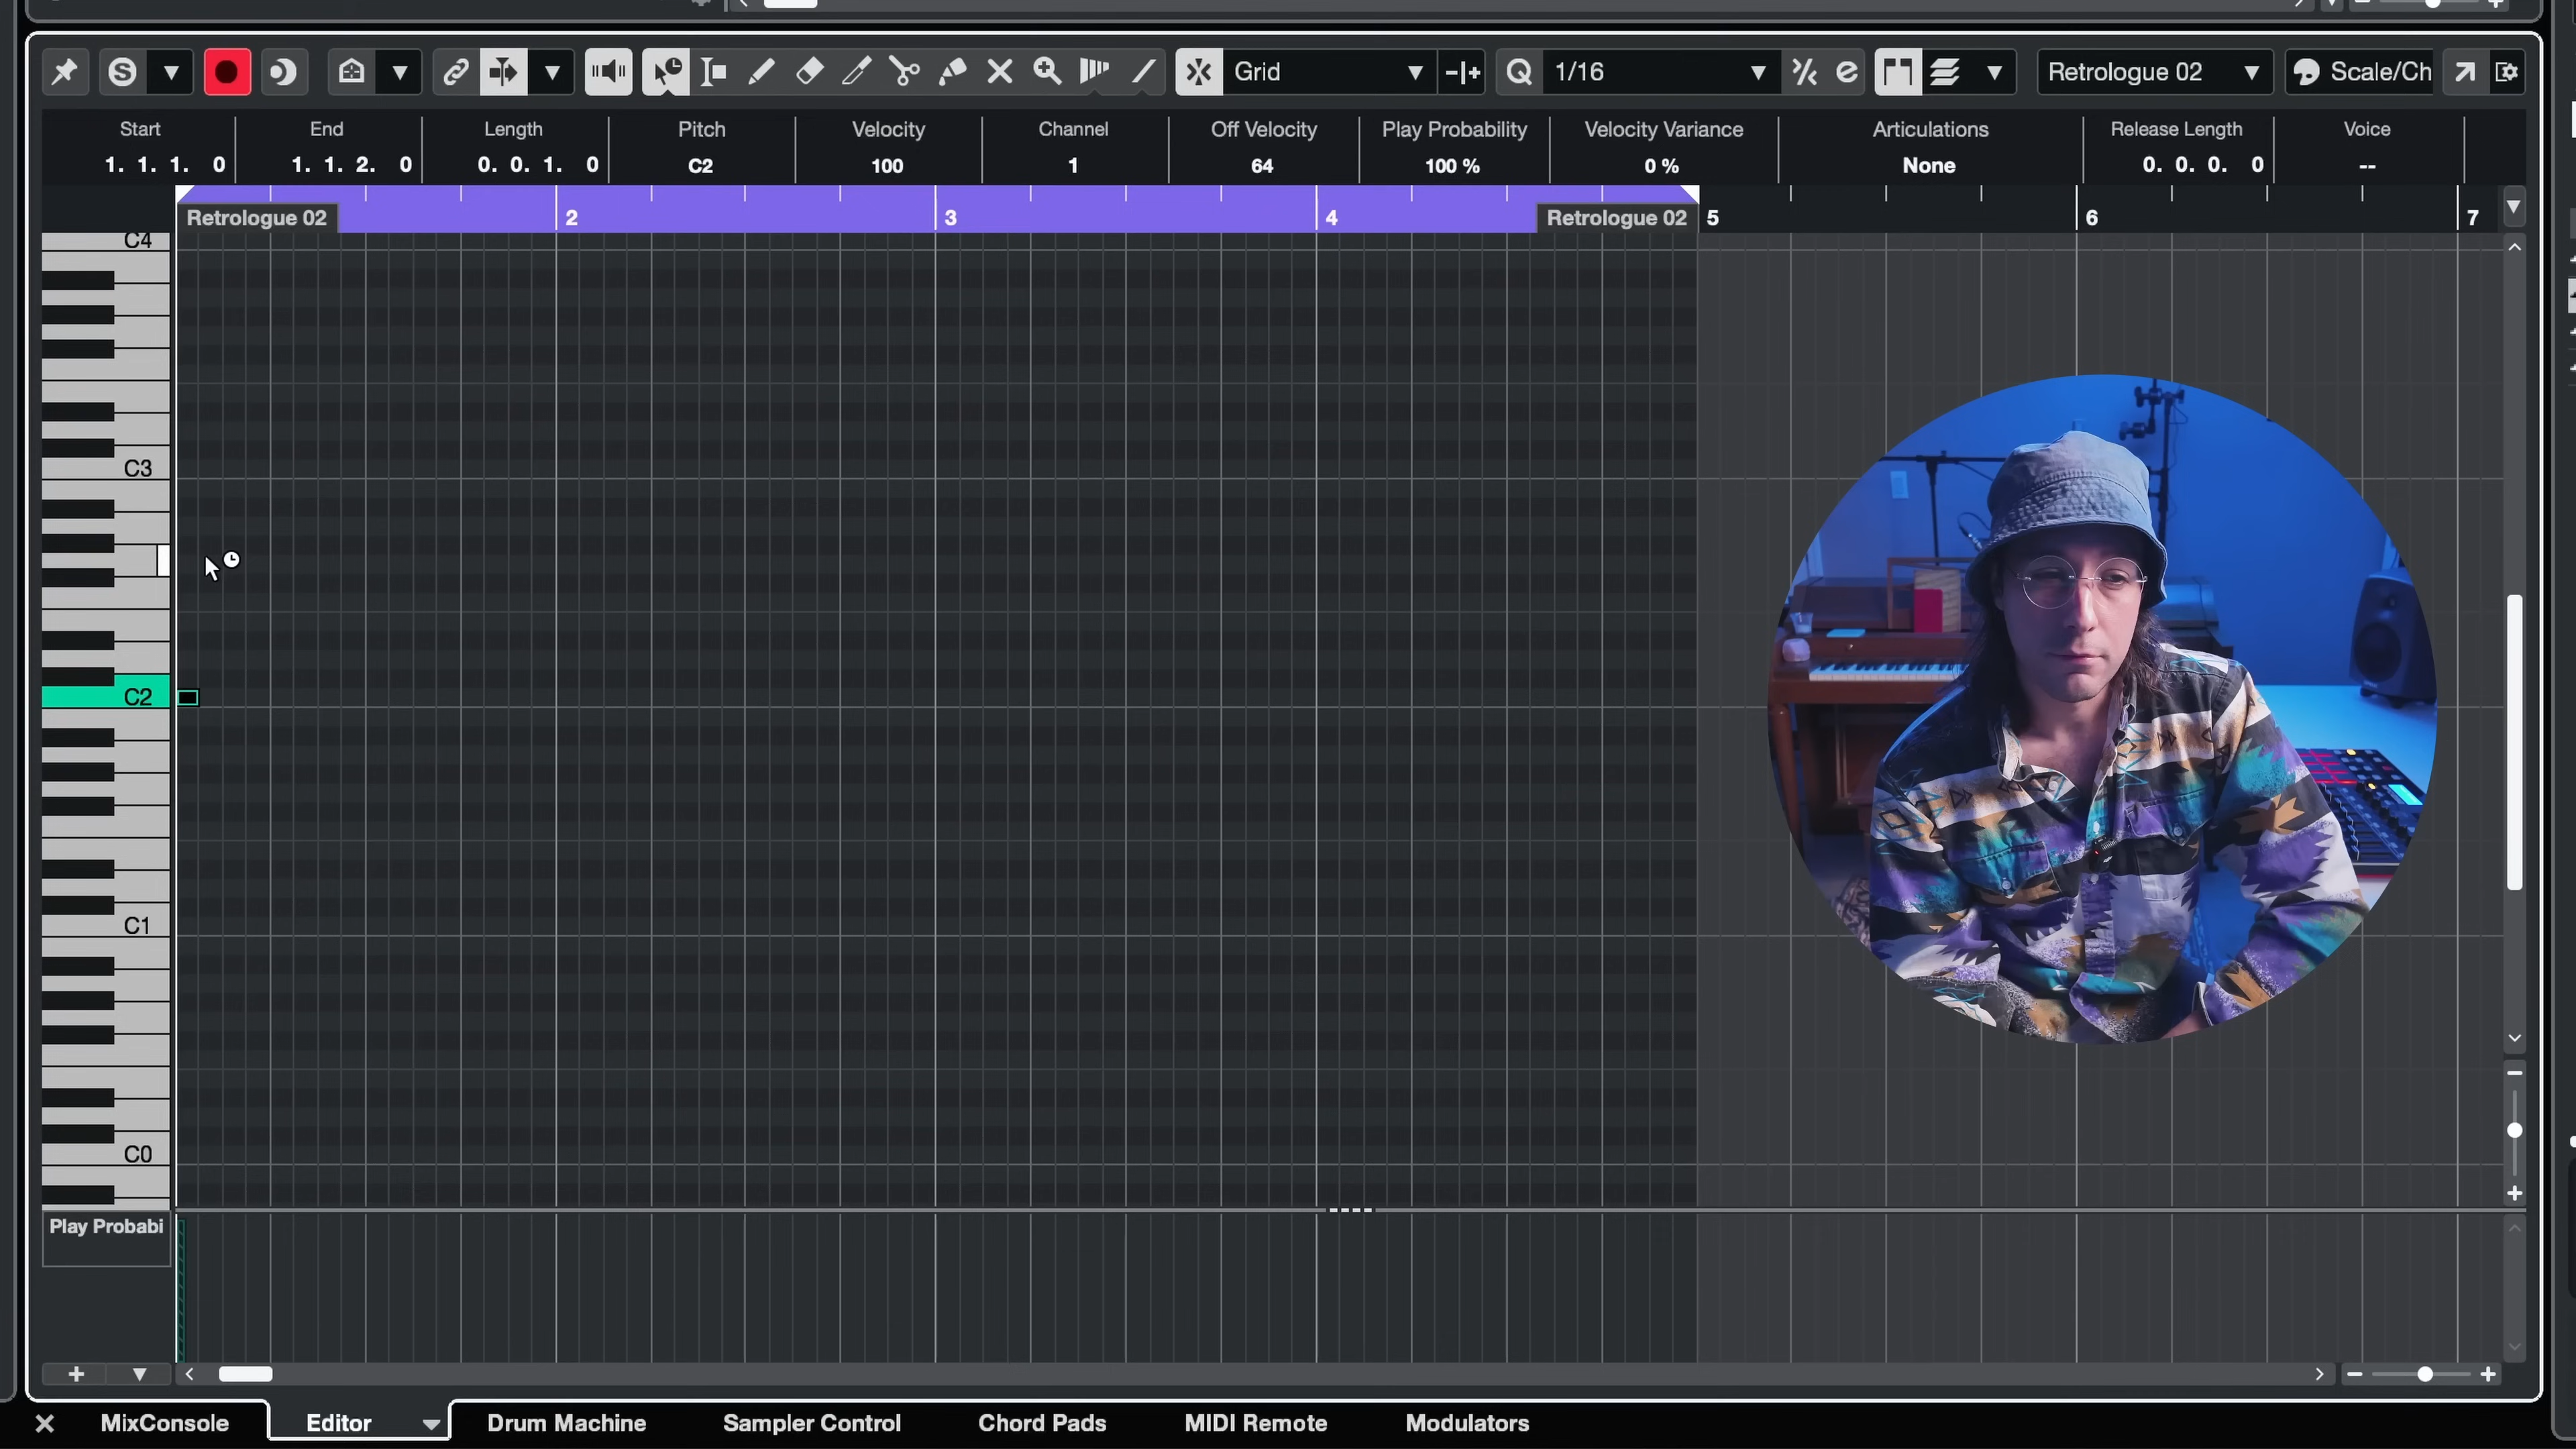 S
Grid
Q
1/16
e
Retrologue 02
Scale/Ch
Start
End
Length
Pitch
Velocity
Channel
Off Velocity
Play Probability
Velocity Variance
Articulations
Release Length
Voice
1. 1. 1. 0
1. 1. 2. 0
0. 0. 1. 0
C2
100
1
64
100 %
0 %
None
0. 0. 0. 0
--
Retrologue 02
2
3
4
Retrologue 02
5
6
7
C4
C3
C2
C1
C0
Play Probabi
MixConsole
Editor
Drum Machine
Sampler Control
Chord Pads
MIDI Remote
Modulators